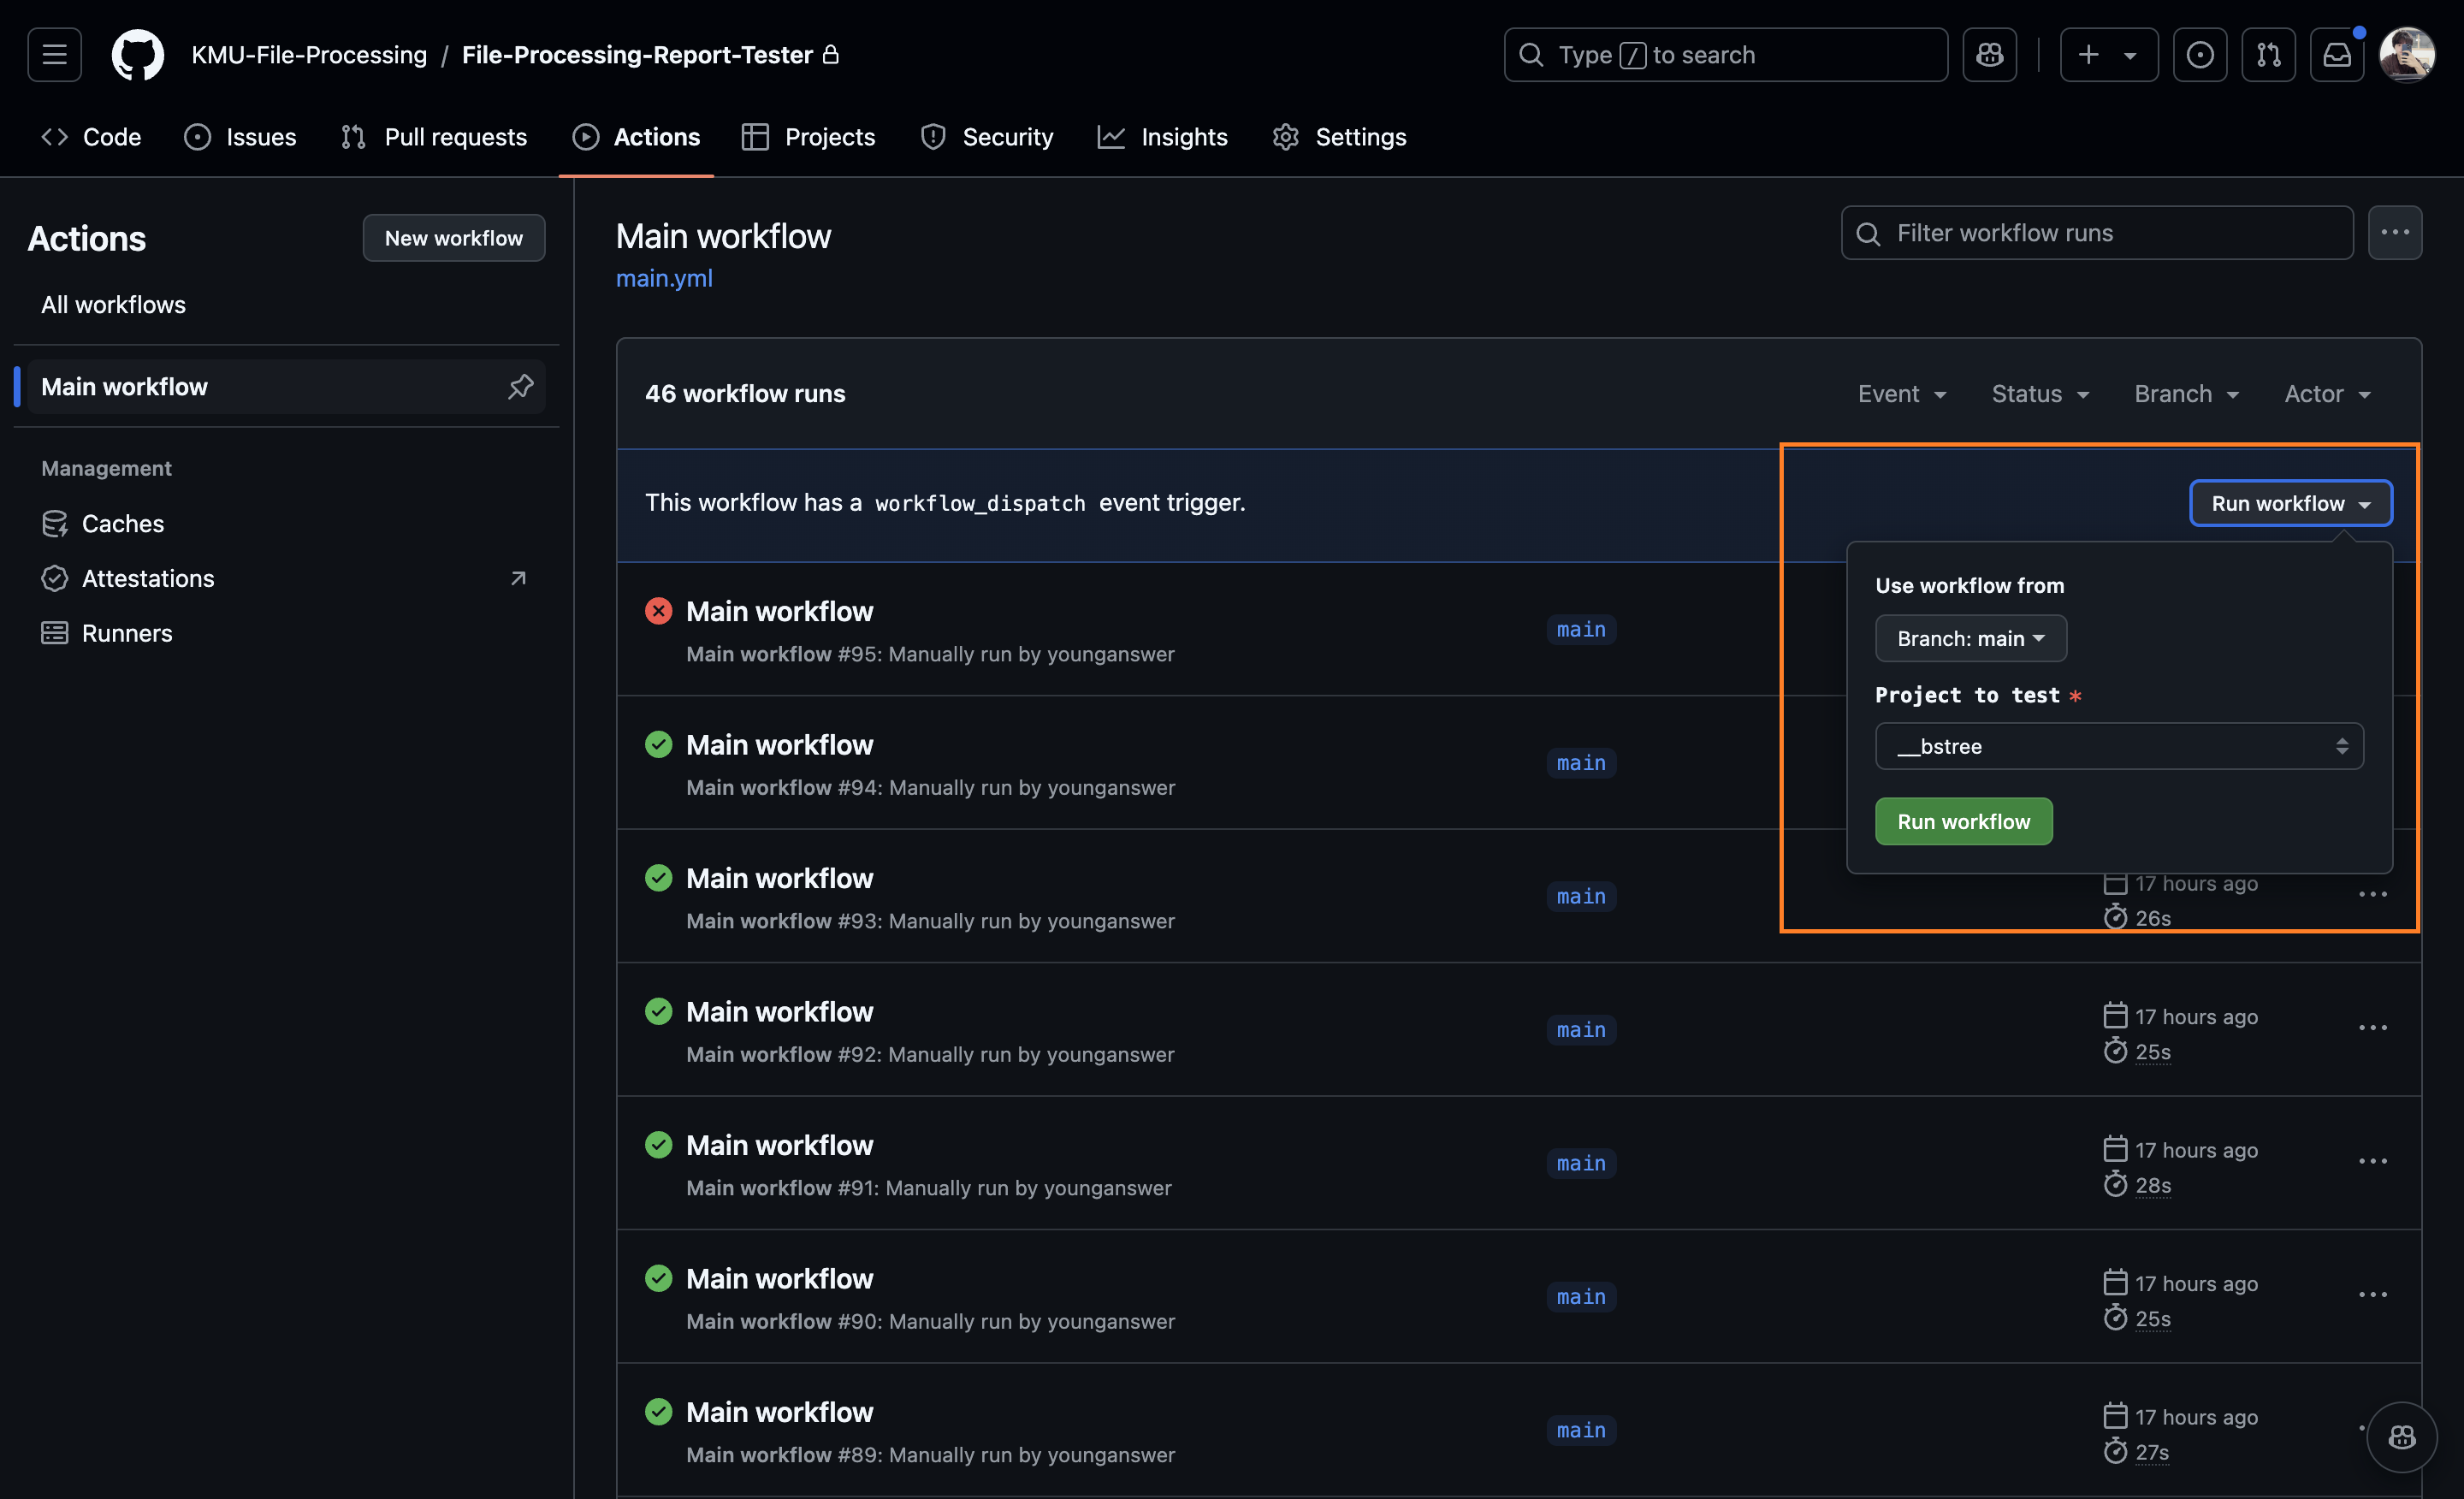 KMU-File-Processing / File-Processing-Report-Tester
Type / to search
Code
Issues
Pull requests
Actions
Projects
Security
Insights
Settings
Actions
New workflow
All workflows
Main workflow
Management
Caches
Attestations
Runners
Main workflow
main.yml
Filter workflow runs
46 workflow runs
Event
Status
Branch
Actor
This workflow has a workflow_dispatch event trigger.
Run workflow
Use workflow from
Branch: main
Project to test *
__bstree
Run workflow
Main workflow
Main workflow #95: Manually run by younganswer
main
Main workflow
Main workflow #94: Manually run by younganswer
main
Main workflow
Main workflow #93: Manually run by younganswer
main
17 hours ago
26s
Main workflow
Main workflow #92: Manually run by younganswer
main
17 hours ago
25s
Main workflow
Main workflow #91: Manually run by younganswer
main
17 hours ago
28s
Main workflow
Main workflow #90: Manually run by younganswer
main
17 hours ago
25s
Main workflow
Main workflow #89: Manually run by younganswer
main
17 hours ago
27s